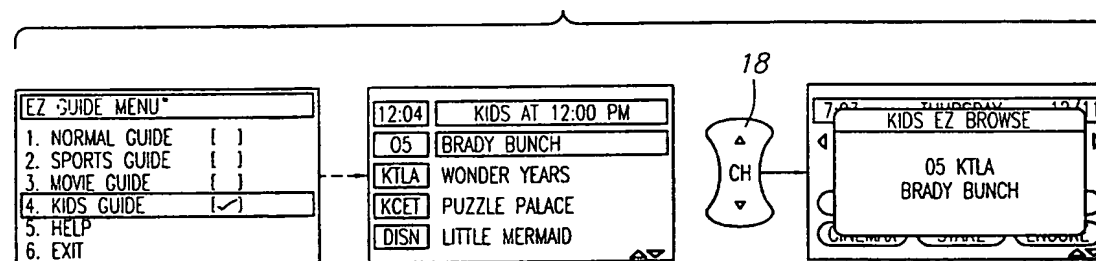 18
EZ GUIDE MENU
1. NORMAL GUIDE [ ]
2. SPORTS GUIDE [ ]
3. MOVIE GUIDE [ ]
4. KIDS GUIDE [✓]
5. HELP
6. EXIT
12:04 KIDS AT 12:00 PM
05 BRADY BUNCH
KTLA WONDER YEARS
KCET PUZZLE PALACE
DISN LITTLE MERMAID
CH
KIDS EZ BROWSE
05 KTLA
BRADY BUNCH